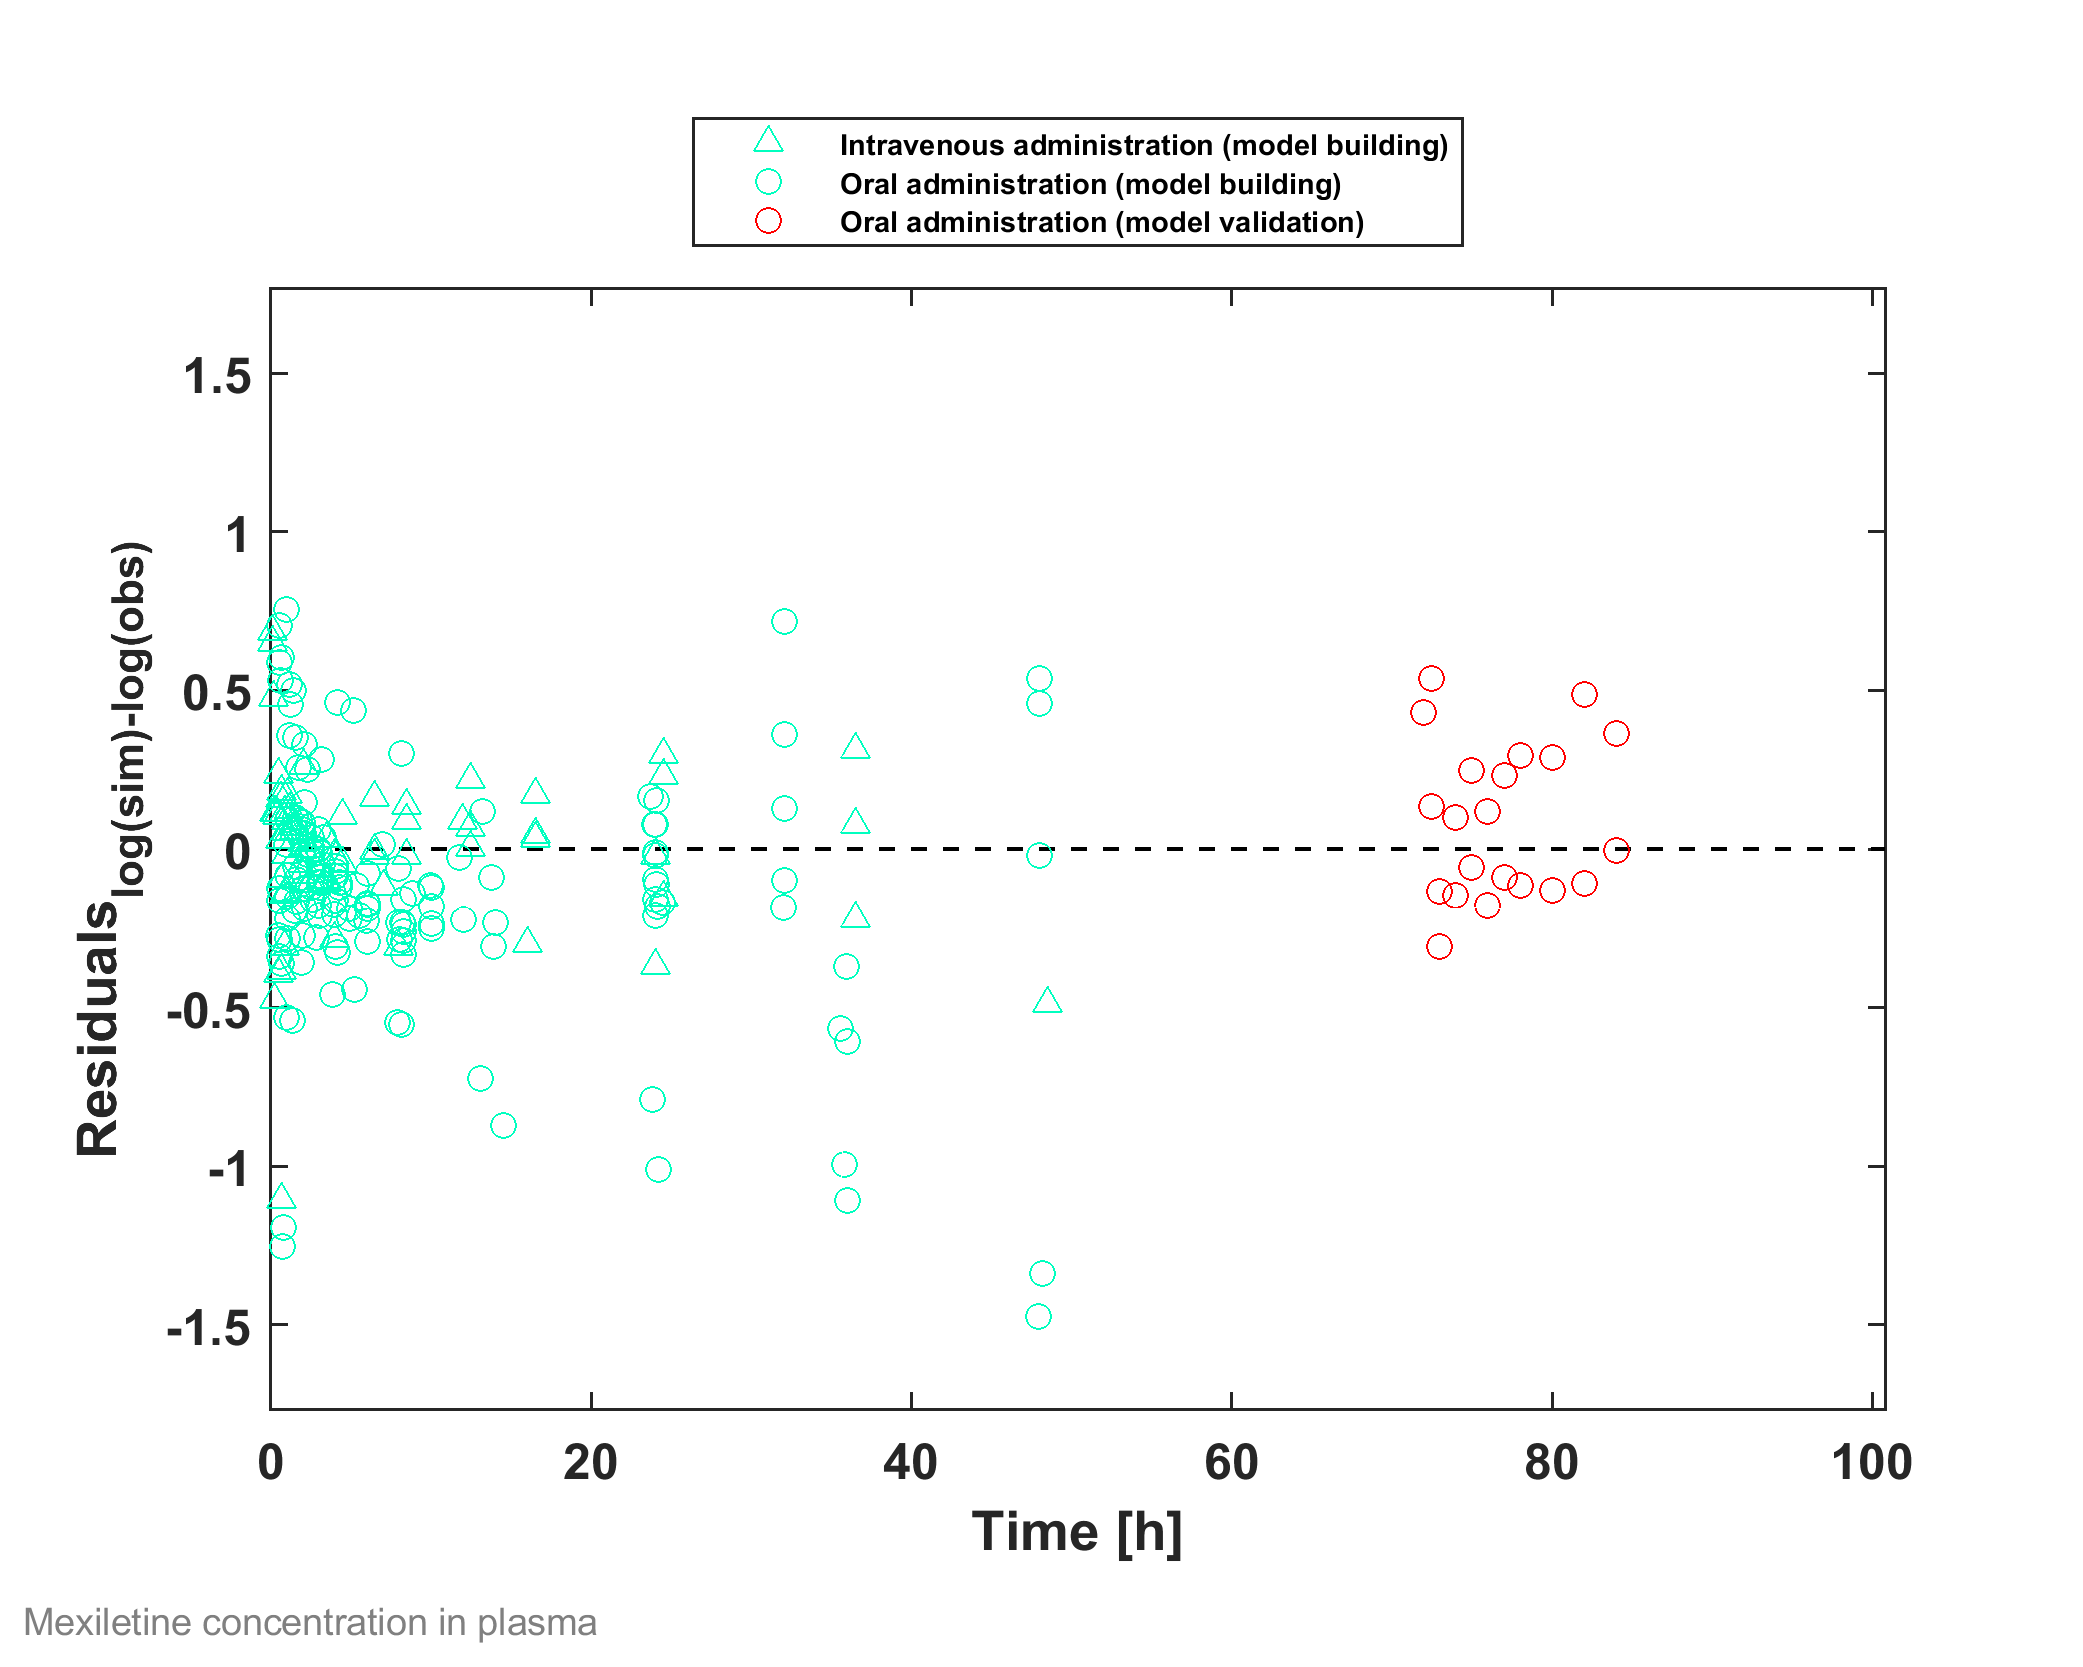 Intravenous administration (model building)
Oral administration (model building)
Oral administration (model validation)
1.5
1
0.5
0
-0.5
-1
-1.5
Residuals log(sim)-log(obs)
0 20 40 60 80 100
Time [h]
Mexiletine concentration in plasma